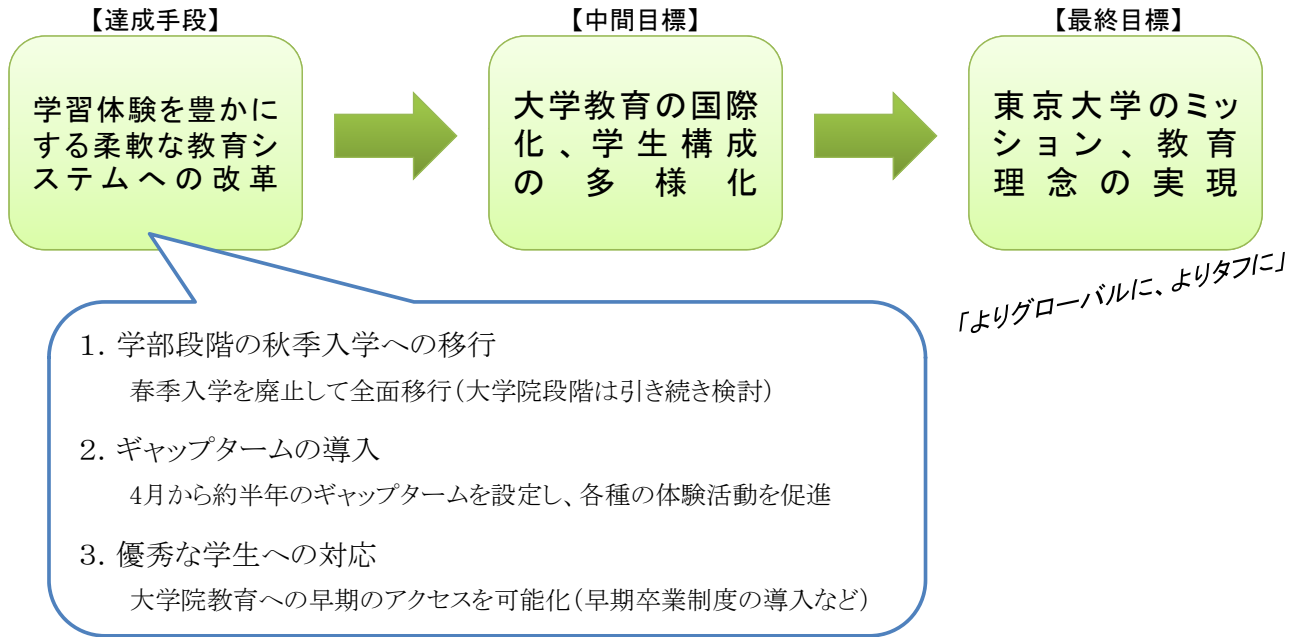 【達成手段】
【中間目標】
【最終目標】
学習体験を豊かに
する柔軟な教育シ
ステムへの改革
大学教育の国際
化、学生構成
の多様化
東京大学のミッ
ション、教育
理念の実現
「よりグローバルに、よりタフに」
1. 学部段階の秋季入学への移行
春季入学を廃止して全面移行(大学院段階は引き続き検討)
2. ギャップタームの導入
4月から約半年のギャップタームを設定し、各種の体験活動を促進
3. 優秀な学生への対応
大学院教育への早期のアクセスを可能化(早期卒業制度の導入など)